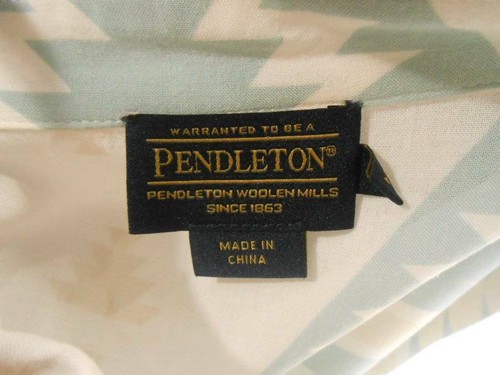 WARRANTED TO BE A
PENDLETON®
PENDLETON WOOLEN MILLS
SINCE 1863
MADE IN
CHINA